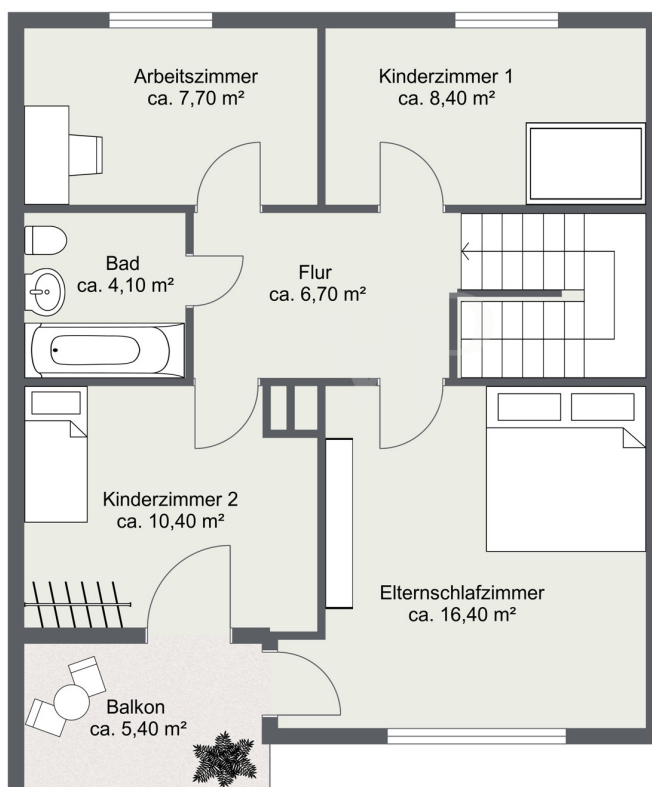 Arbeitszimmer
ca. 7,70 m²
Kinderzimmer 1
ca. 8,40 m²
Bad
ca. 4,10 m²
Flur
ca. 6,70 m²
Kinderzimmer 2
ca. 10,40 m²
Elternschlafzimmer
ca. 16,40 m²
Balkon
ca. 5,40 m²